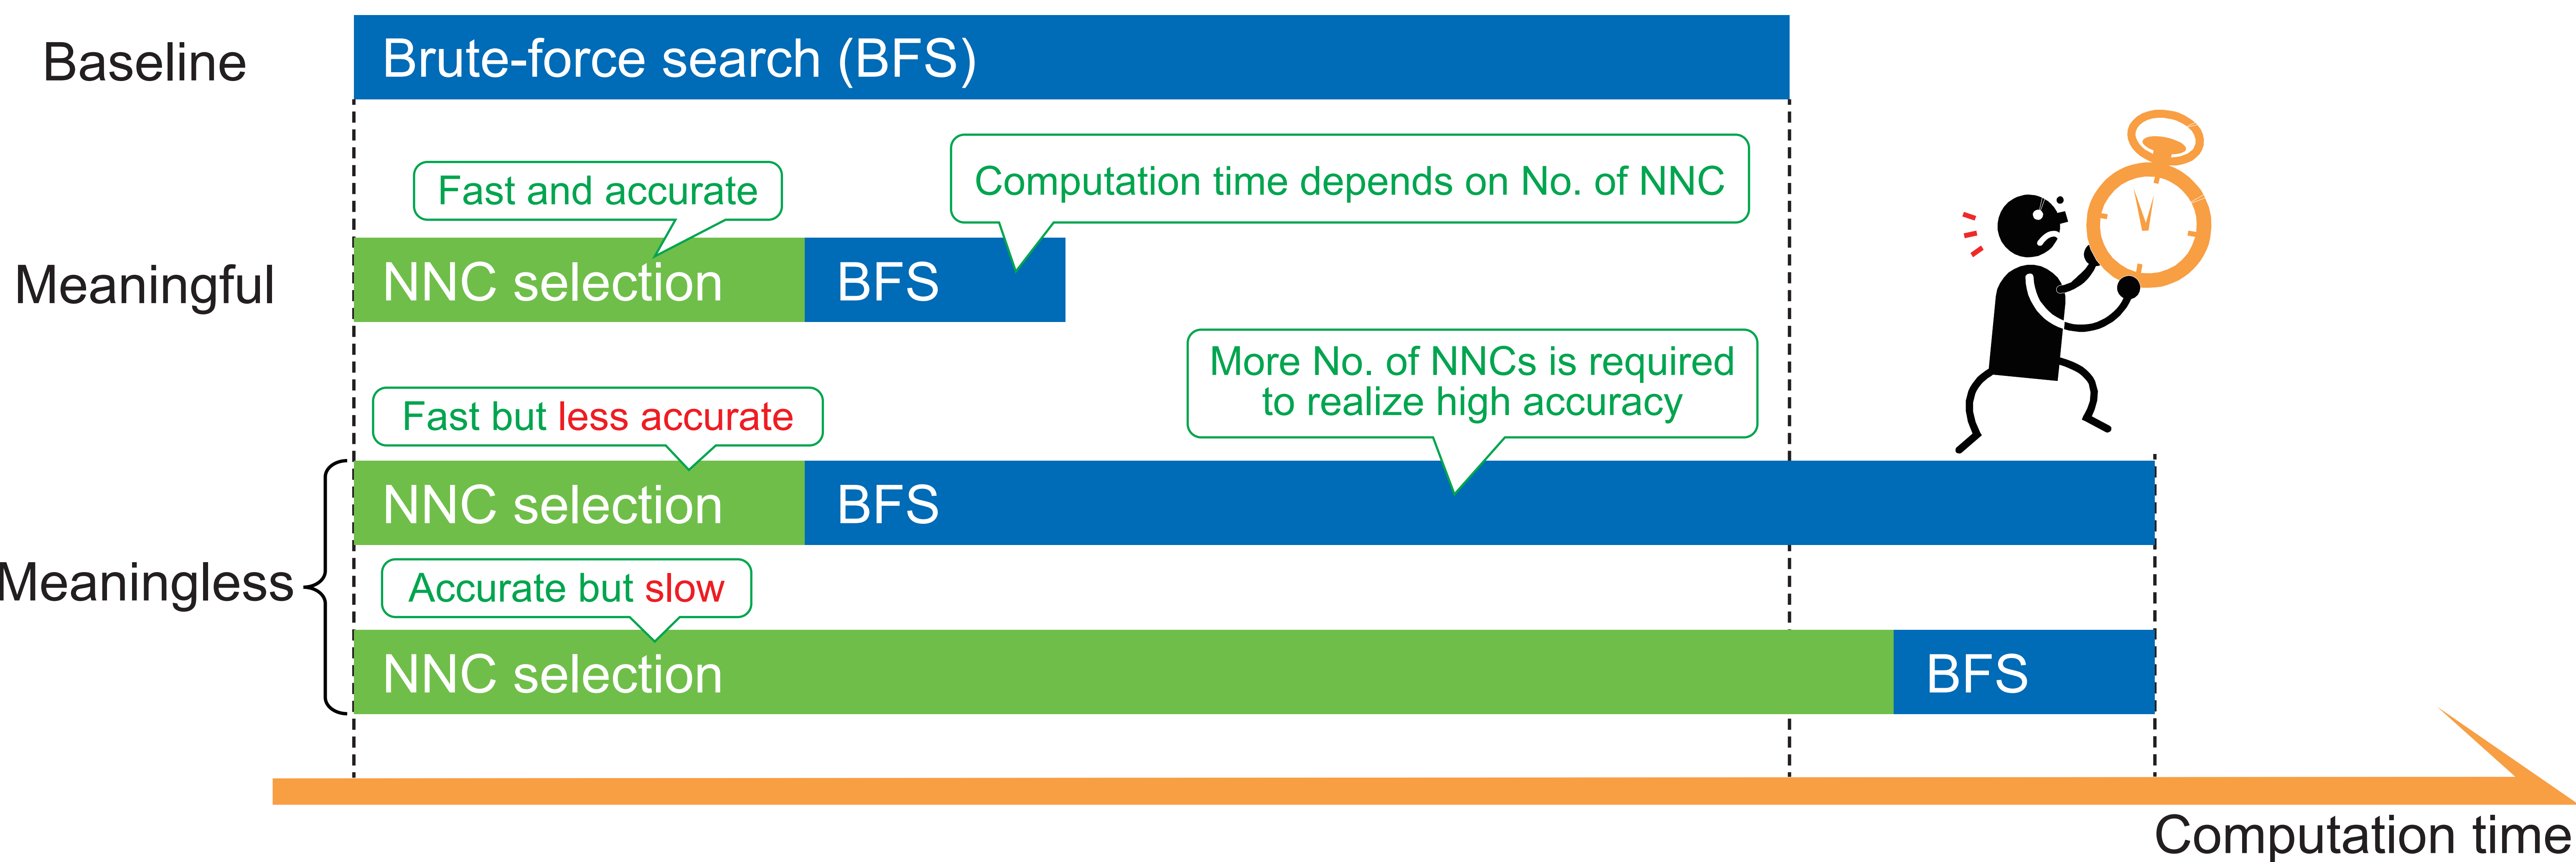 Baseline
Brute-force search (BFS)
Fast and accurate
Computation time depends on No. of NNC
Meaningful
NNC selection
BFS
More No. of NNCs is required
to realize high accuracy
Fast but less accurate
NNC selection
BFS
Meaningless
Accurate but slow
NNC selection
BFS
Computation time